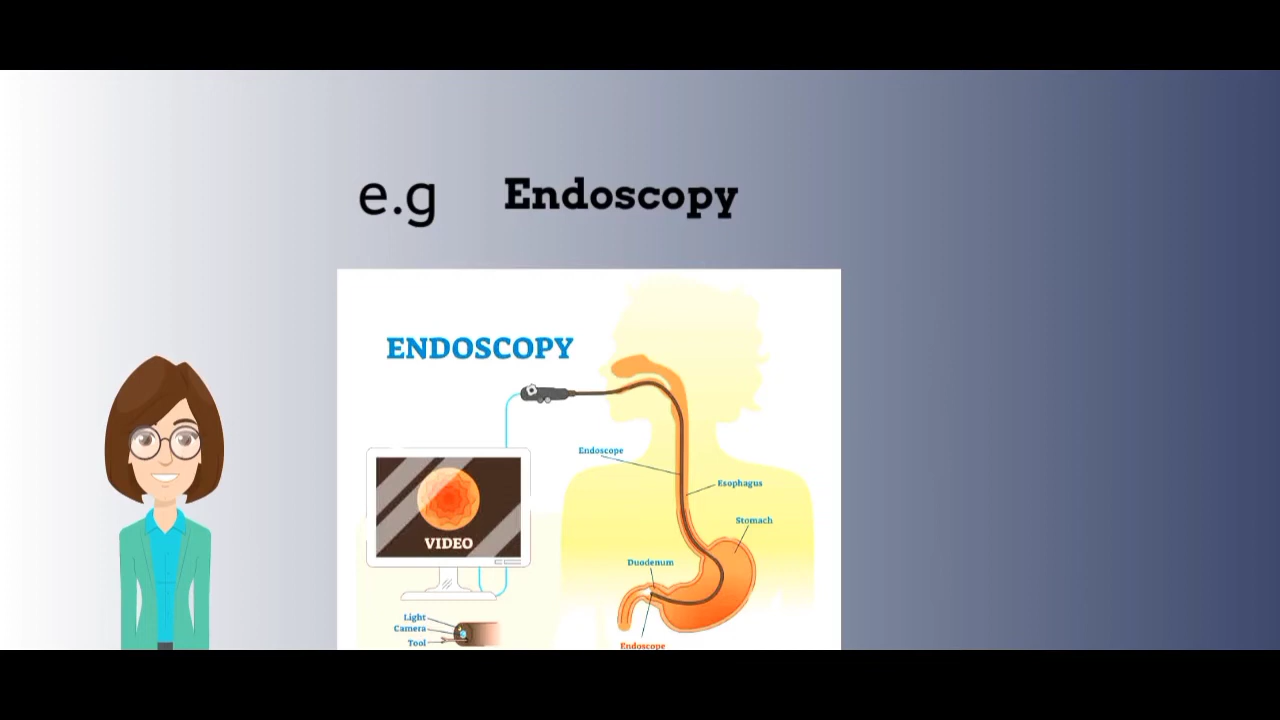 e.g Endoscopy
ENDOSCOPY
Endoscope
Esophagus
Stomach
VIDEO
Duodenum
Light
Camera
Tool
Endoscope